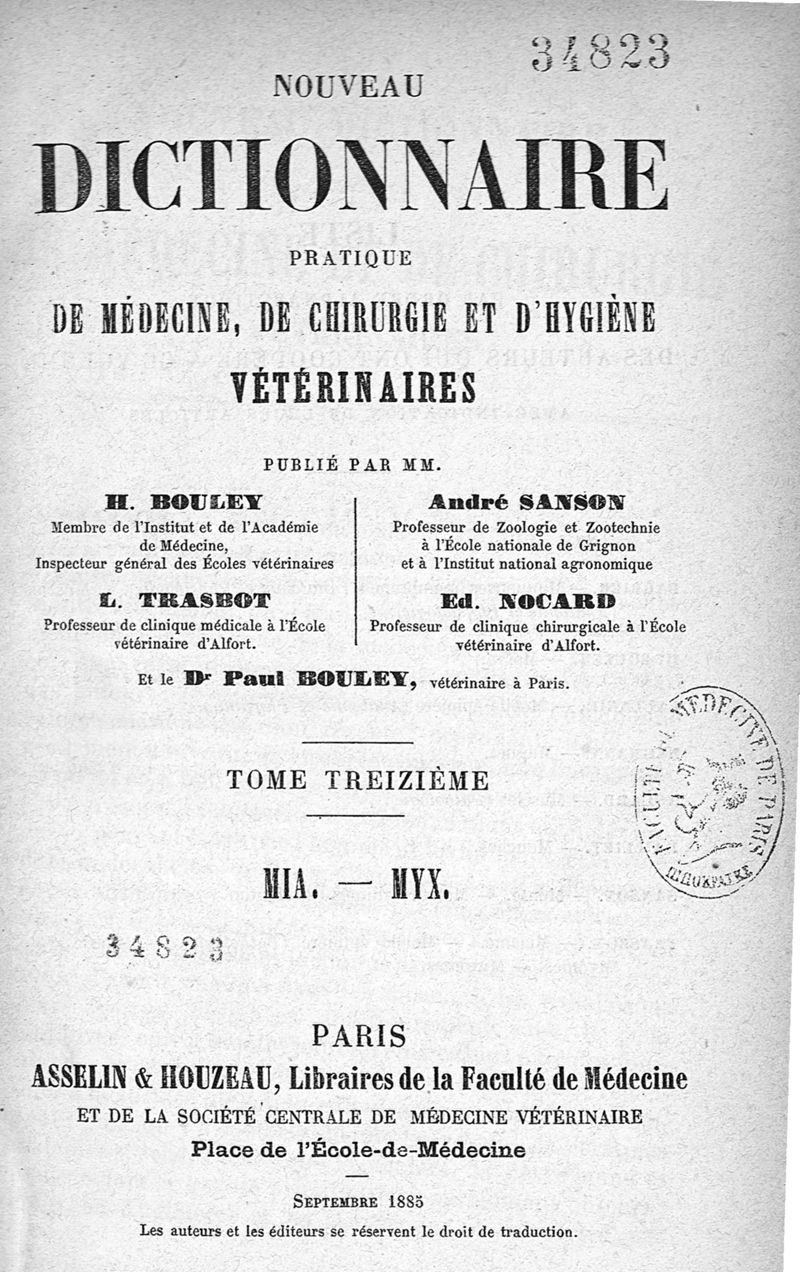 34823
NOUVEAU
DICTIONNAIRE
PRATIQUE
DE MÉDECINE, DE CHIRURGIE ET D'HYGIÈNE
VÉTÉRINAIRES
PUBLIÉ PAR MM.
H. BOULEY
Membre de l'Institut et de l'Académie
de Médecine,
Inspecteur général des Écoles vétérinaires
L. TRASBOT
Professeur de clinique médicale à l'École
vétérinaire d'Alfort.
André SANSON
Professeur de Zoologie et Zootechnie
à l'École nationale de Grignon
et à l'Institut national agronomique
Ed. NOCARD
Professeur de clinique chirurgicale à l'École
vétérinaire d'Alfort.
Et le Dr Paul BOULEY, vétérinaire à Paris.
TOME TREIZIÈME
FACULTÉ DE MEDECINE DE PARIS
HIPPOKPATHE
MIA. — MYX.
34823
PARIS
ASSELIN & HOUZEAU, Libraires de la Faculté de Médecine
ET DE LA SOCIÉTÉ CENTRALE DE MÉDECINE VÉTÉRINAIRE
Place de l'École-de-Médecine
SEPTEMBRE 1885
Les auteurs et les éditeurs se réservent le droit de traduction.